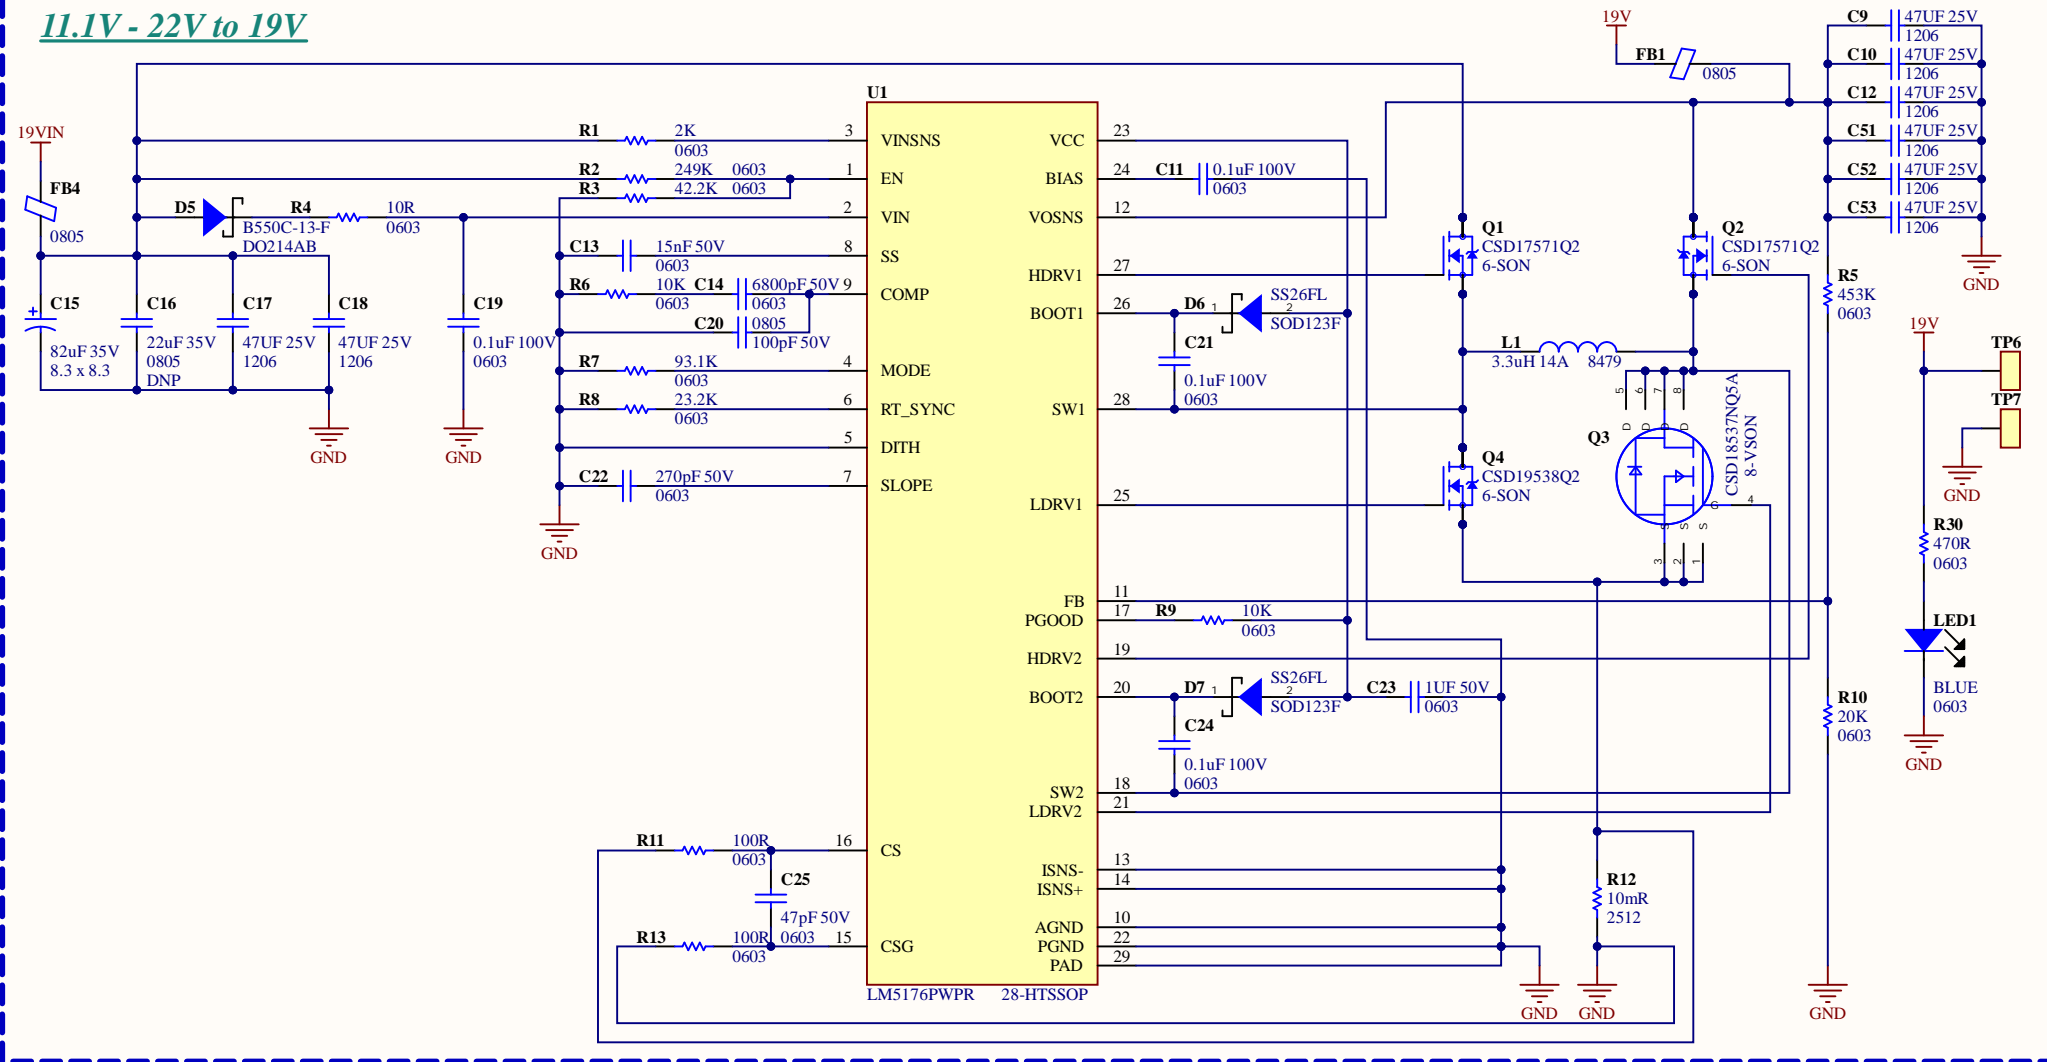 11.1V - 22V to 19V
19VIN
FB4
0805
C15
82uF 35V
8.3 x 8.3
C16
22uF 35V
0805
DNP
C17
47UF 25V
1206
C18
47UF 25V
1206
GND
D5
B550C-13-F
DO214AB
R4
10R
0603
C19
0.1uF 100V
0603
GND
R1
2K
0603
R2
249K 0603
R3
42.2K 0603
C13
15nF 50V
0603
R6
10K
0603
C14
6800pF 50V
0603
C20
0805
100pF 50V
R7
93.1K
0603
R8
23.2K
0603
C22
270pF 50V
0603
GND
R11
100R
0603
C25
47pF 50V
0603
R13
100R
0603
U1
3 VINSNS
1 EN
2 VIN
8 SS
9 COMP
4 MODE
6 RT_SYNC
5 DITH
7 SLOPE
16 CS
15 CSG
VCC 23
BIAS 24
VOSNS 12
HDRV1 27
BOOT1 26
SW1 28
LDRV1 25
FB 11
PGOOD 17
HDRV2 19
BOOT2 20
SW2 18
LDRV2 21
ISNS- 13
ISNS+ 14
AGND 10
PGND 22
PAD 29
LM5176PWPR 28-HTSSOP
C11
0.1uF 100V
0603
D6
1
2
SS26FL
SOD123F
C21
0.1uF 100V
0603
R9
10K
0603
D7
1
2
SS26FL
SOD123F
C23
1UF 50V
0603
C24
0.1uF 100V
0603
GND
Q1
CSD17571Q2
6-SON
Q2
CSD17571Q2
6-SON
L1
3.3uH 14A 8479
Q4
CSD19538Q2
6-SON
Q3
CSD18537NQ5A
8-VSON
5 6 7 8
D D D D
G 4
S S S
3 2 1
R12
10mR
2512
GND
19V
FB1
0805
C9
47UF 25V
1206
C10
47UF 25V
1206
C12
47UF 25V
1206
C51
47UF 25V
1206
C52
47UF 25V
1206
C53
47UF 25V
1206
GND
R5
453K
0603
R10
20K
0603
GND
19V
TP6
TP7
GND
R30
470R
0603
LED1
BLUE
0603
GND